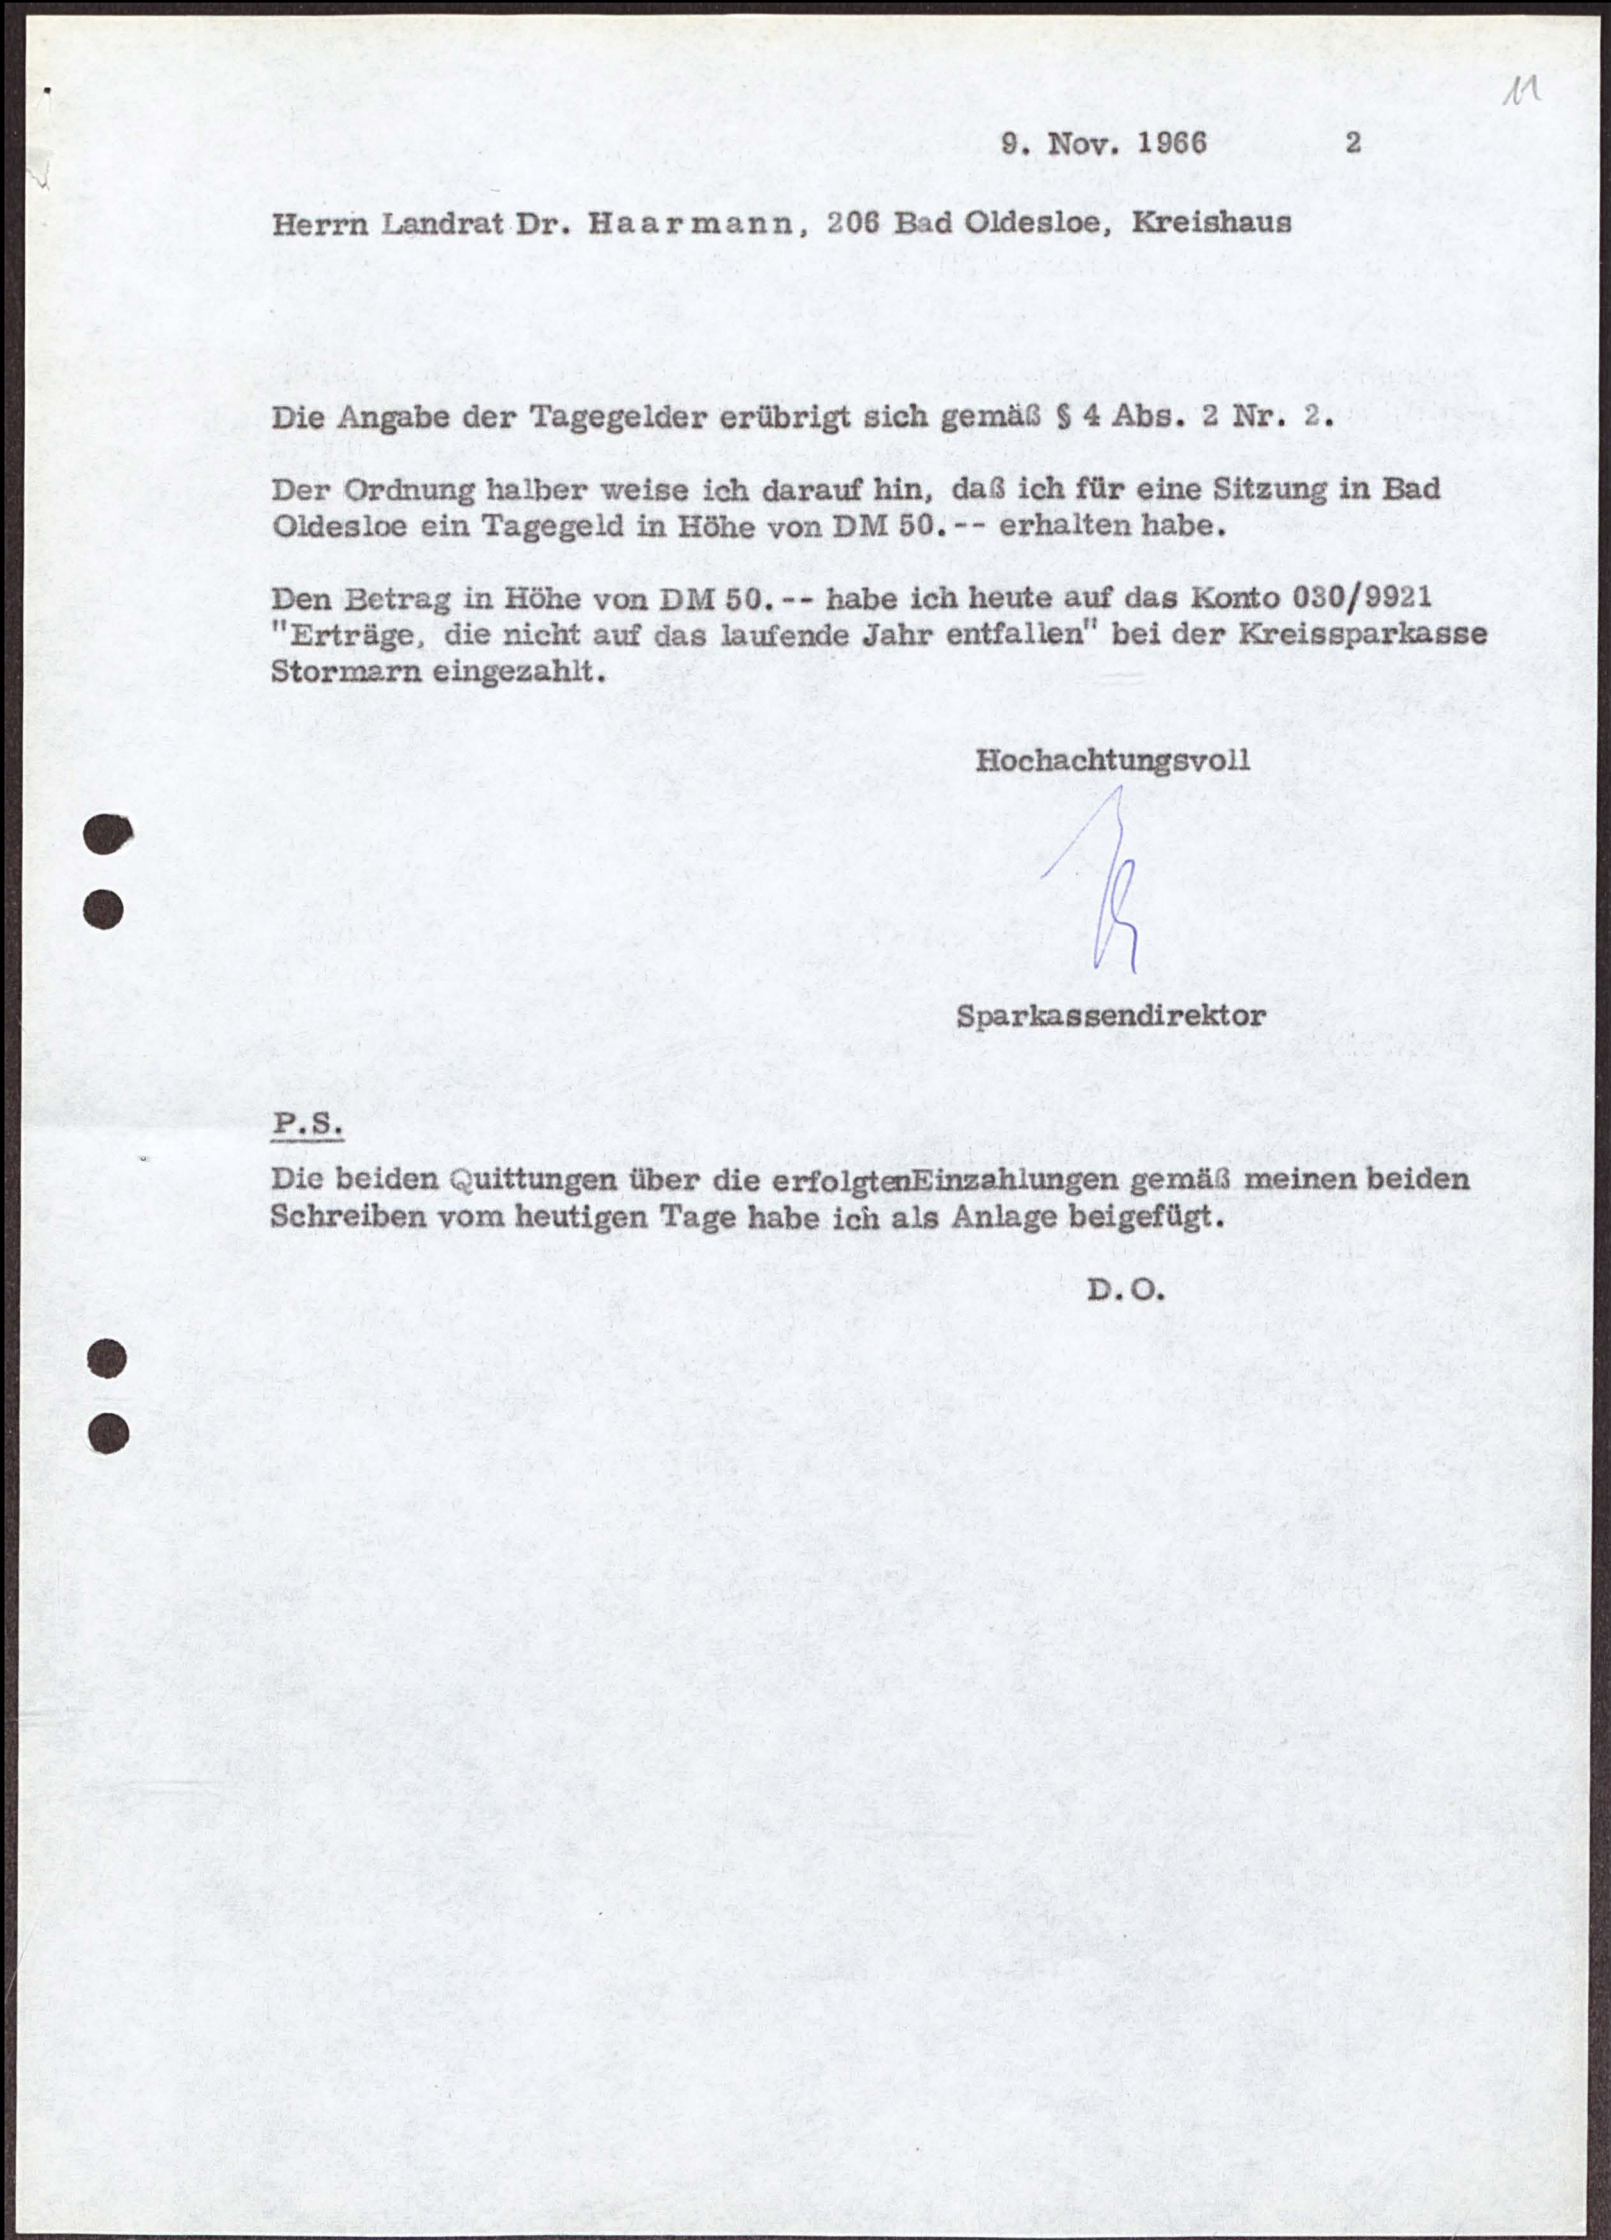 11
9. Nov. 1966 2
Herrn Landrat Dr. Haarmann, 206 Bad Oldesloe, Kreishaus
Die Angabe der Tagegelder erübrigt sich gemäß § 4 Abs. 2 Nr. 2.
Der Ordnung halber weise ich darauf hin, daß ich für eine Sitzung in Bad
Oldesloe ein Tagegeld in Höhe von DM 50.-- erhalten habe.
Den Betrag in Höhe von DM 50.-- habe ich heute auf das Konto 030/9921
"Erträge, die nicht auf das laufende Jahr entfallen" bei der Kreissparkasse
Stormarn eingezahlt.
Hochachtungsvoll
Sparkassendirektor
P.S.
Die beiden Quittungen über die erfolgtenEinzahlungen gemäß meinen beiden
Schreiben vom heutigen Tage habe ich als Anlage beigefügt.
D.O.